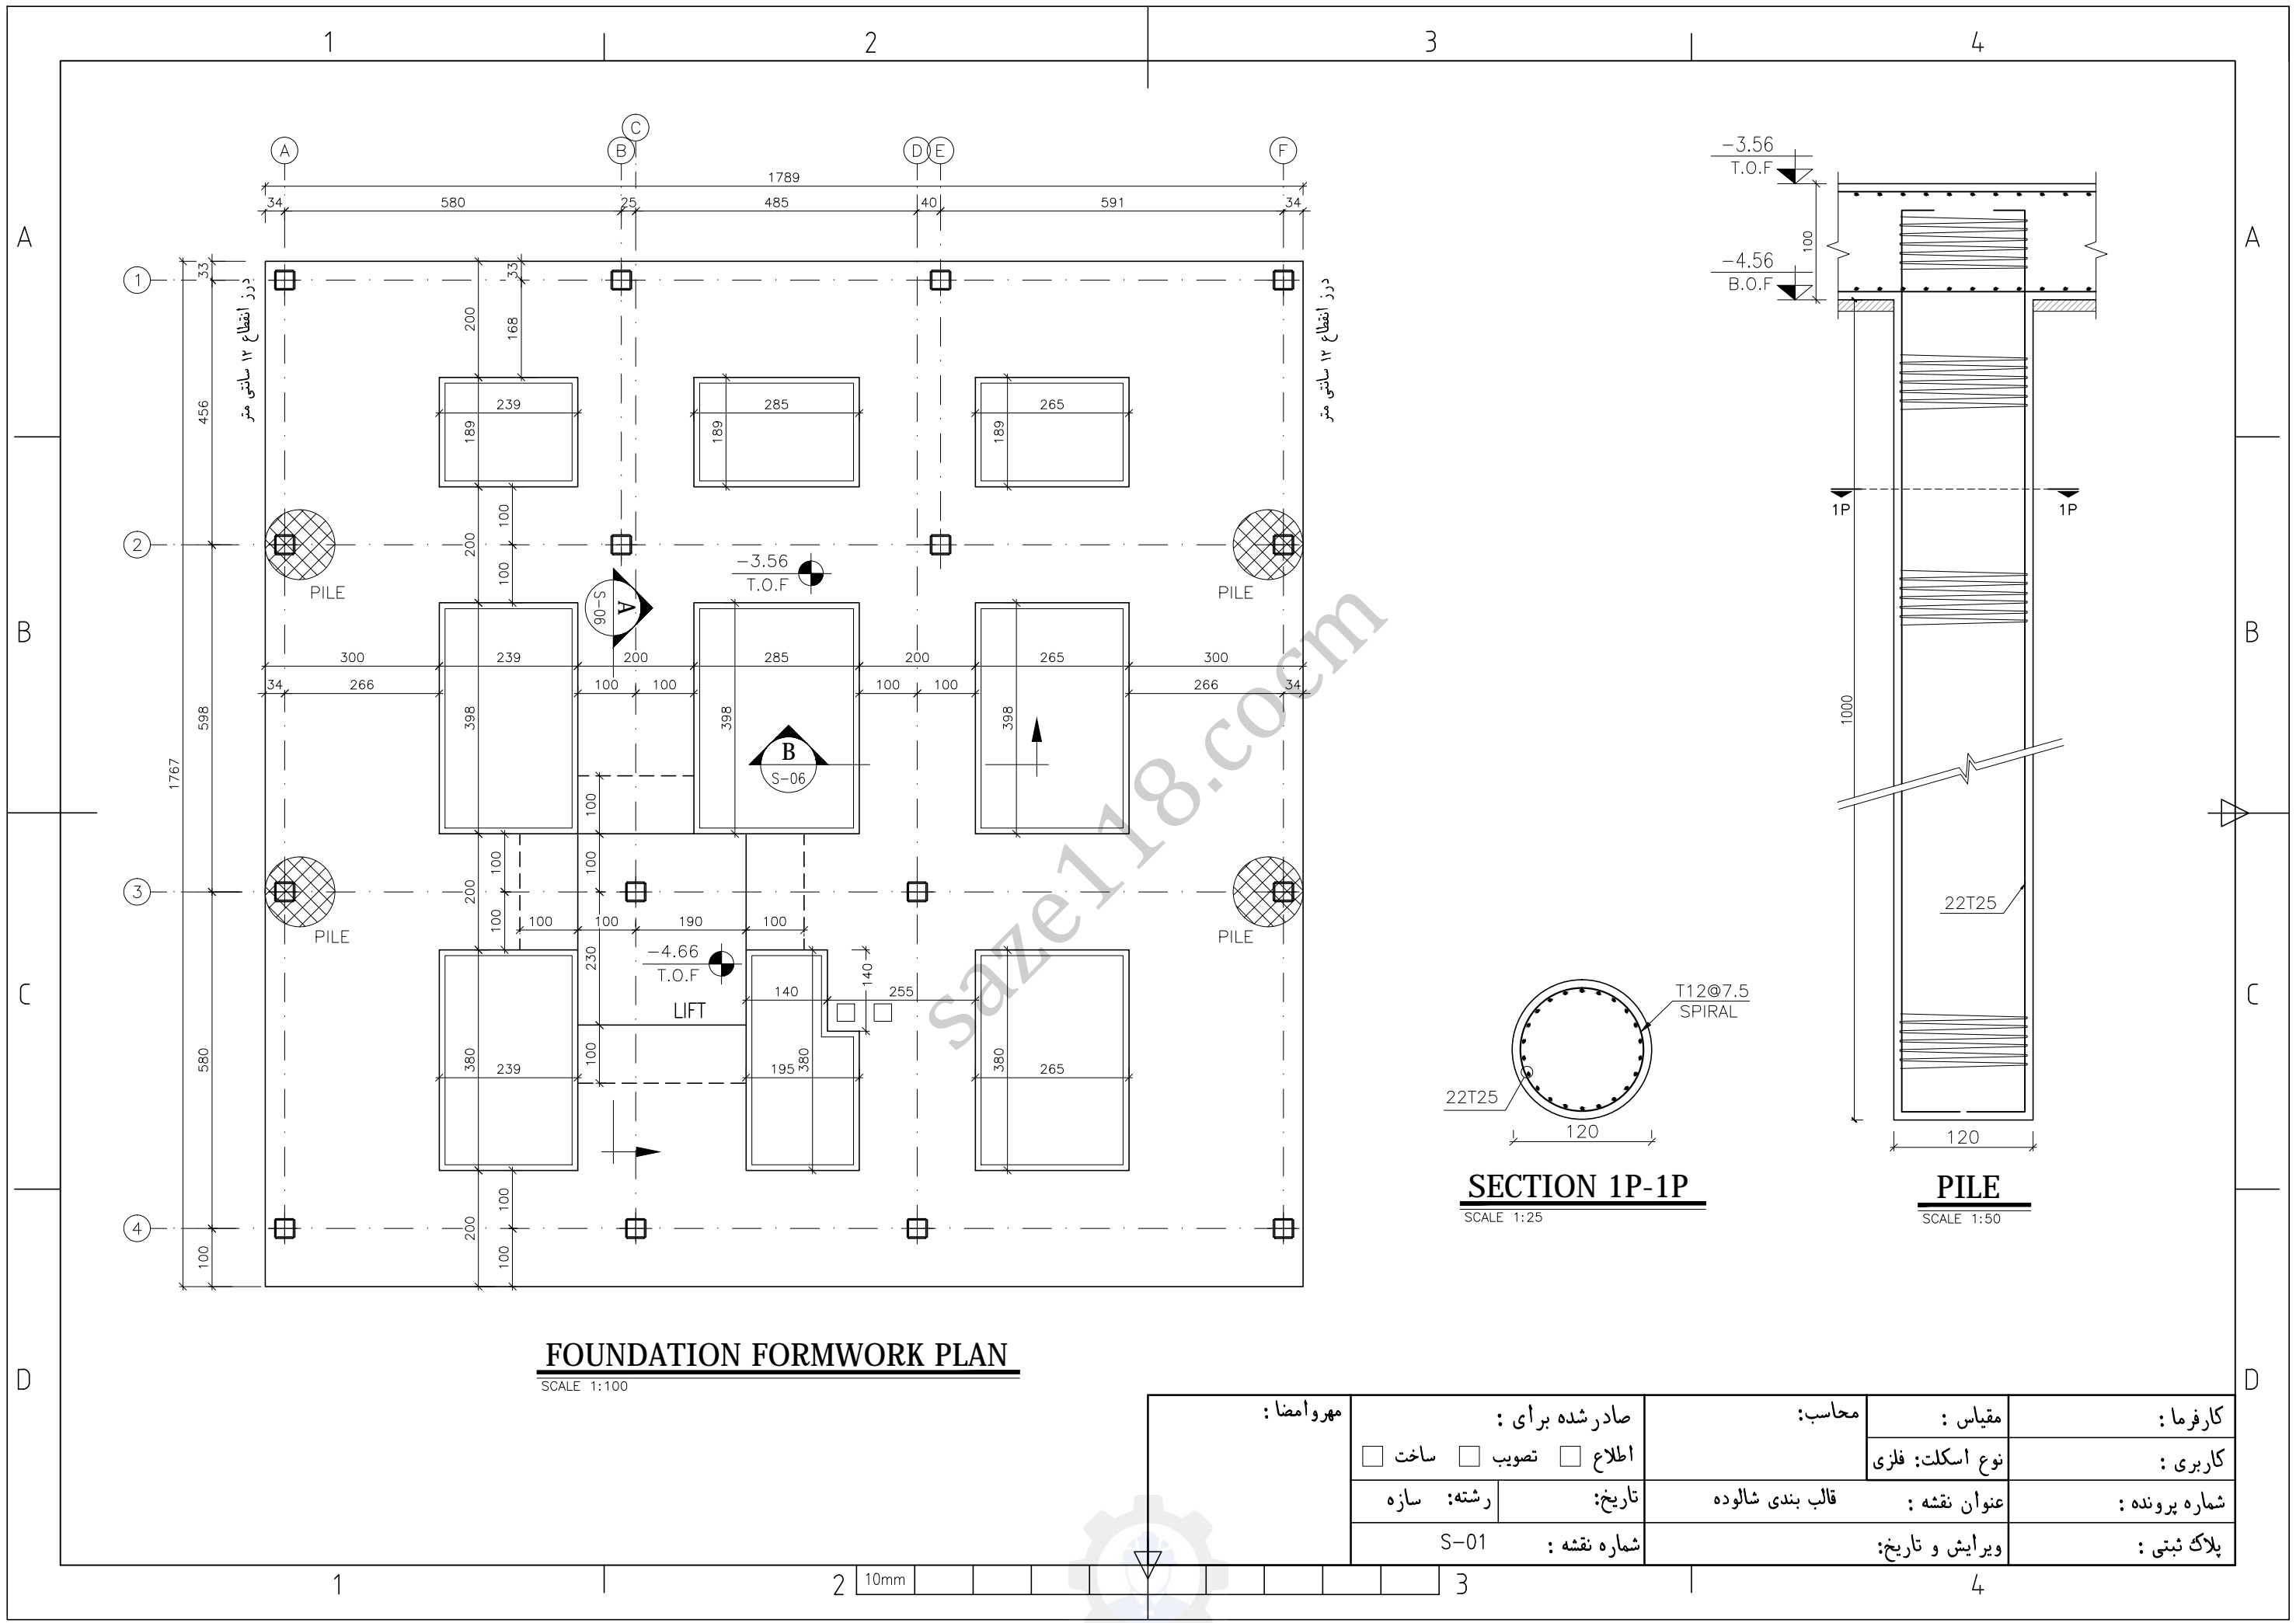 1
2
3
4
A
B
C
D
A
B
C
D
A
B
C
D
E
F
1789
34
580
25
485
40
591
34
1
2
3
4
1767
33
456
598
580
100
درز انقطاع ۱۲ سانتی متر
درز انقطاع ۱۲ سانتی متر
200
33
168
239
189
285
189
265
189
200
100
100
PILE
PILE
-3.56
T.O.F
A
S-06
300
239
200
285
200
265
300
34
266
100
100
100
100
266
34
398
398
398
B
S-06
100
100
100
200
100
100
100
190
100
PILE
PILE
230
-4.66
T.O.F
LIFT
140
140
255
100
380
239
195
380
380
265
200
100
100
FOUNDATION FORMWORK PLAN
SCALE 1:100
-3.56
T.O.F
100
-4.56
B.O.F
1P
1P
1000
22T25
120
PILE
SCALE 1:50
T12@7.5
SPIRAL
22T25
120
SECTION 1P-1P
SCALE 1:25
saze118.cocm
کارفرما :
مقیاس :
محاسب:
صادر شده برای :
مهر و امضا :
کاربری :
نوع اسکلت: فلزی
اطلاع
تصویب
ساخت
شماره پرونده :
عنوان نقشه : قالب بندی شالوده
تاریخ:
رشته: سازه
پلاک ثبتی :
ویرایش و تاریخ:
شماره نقشه : S-01
1
2
10mm
3
4